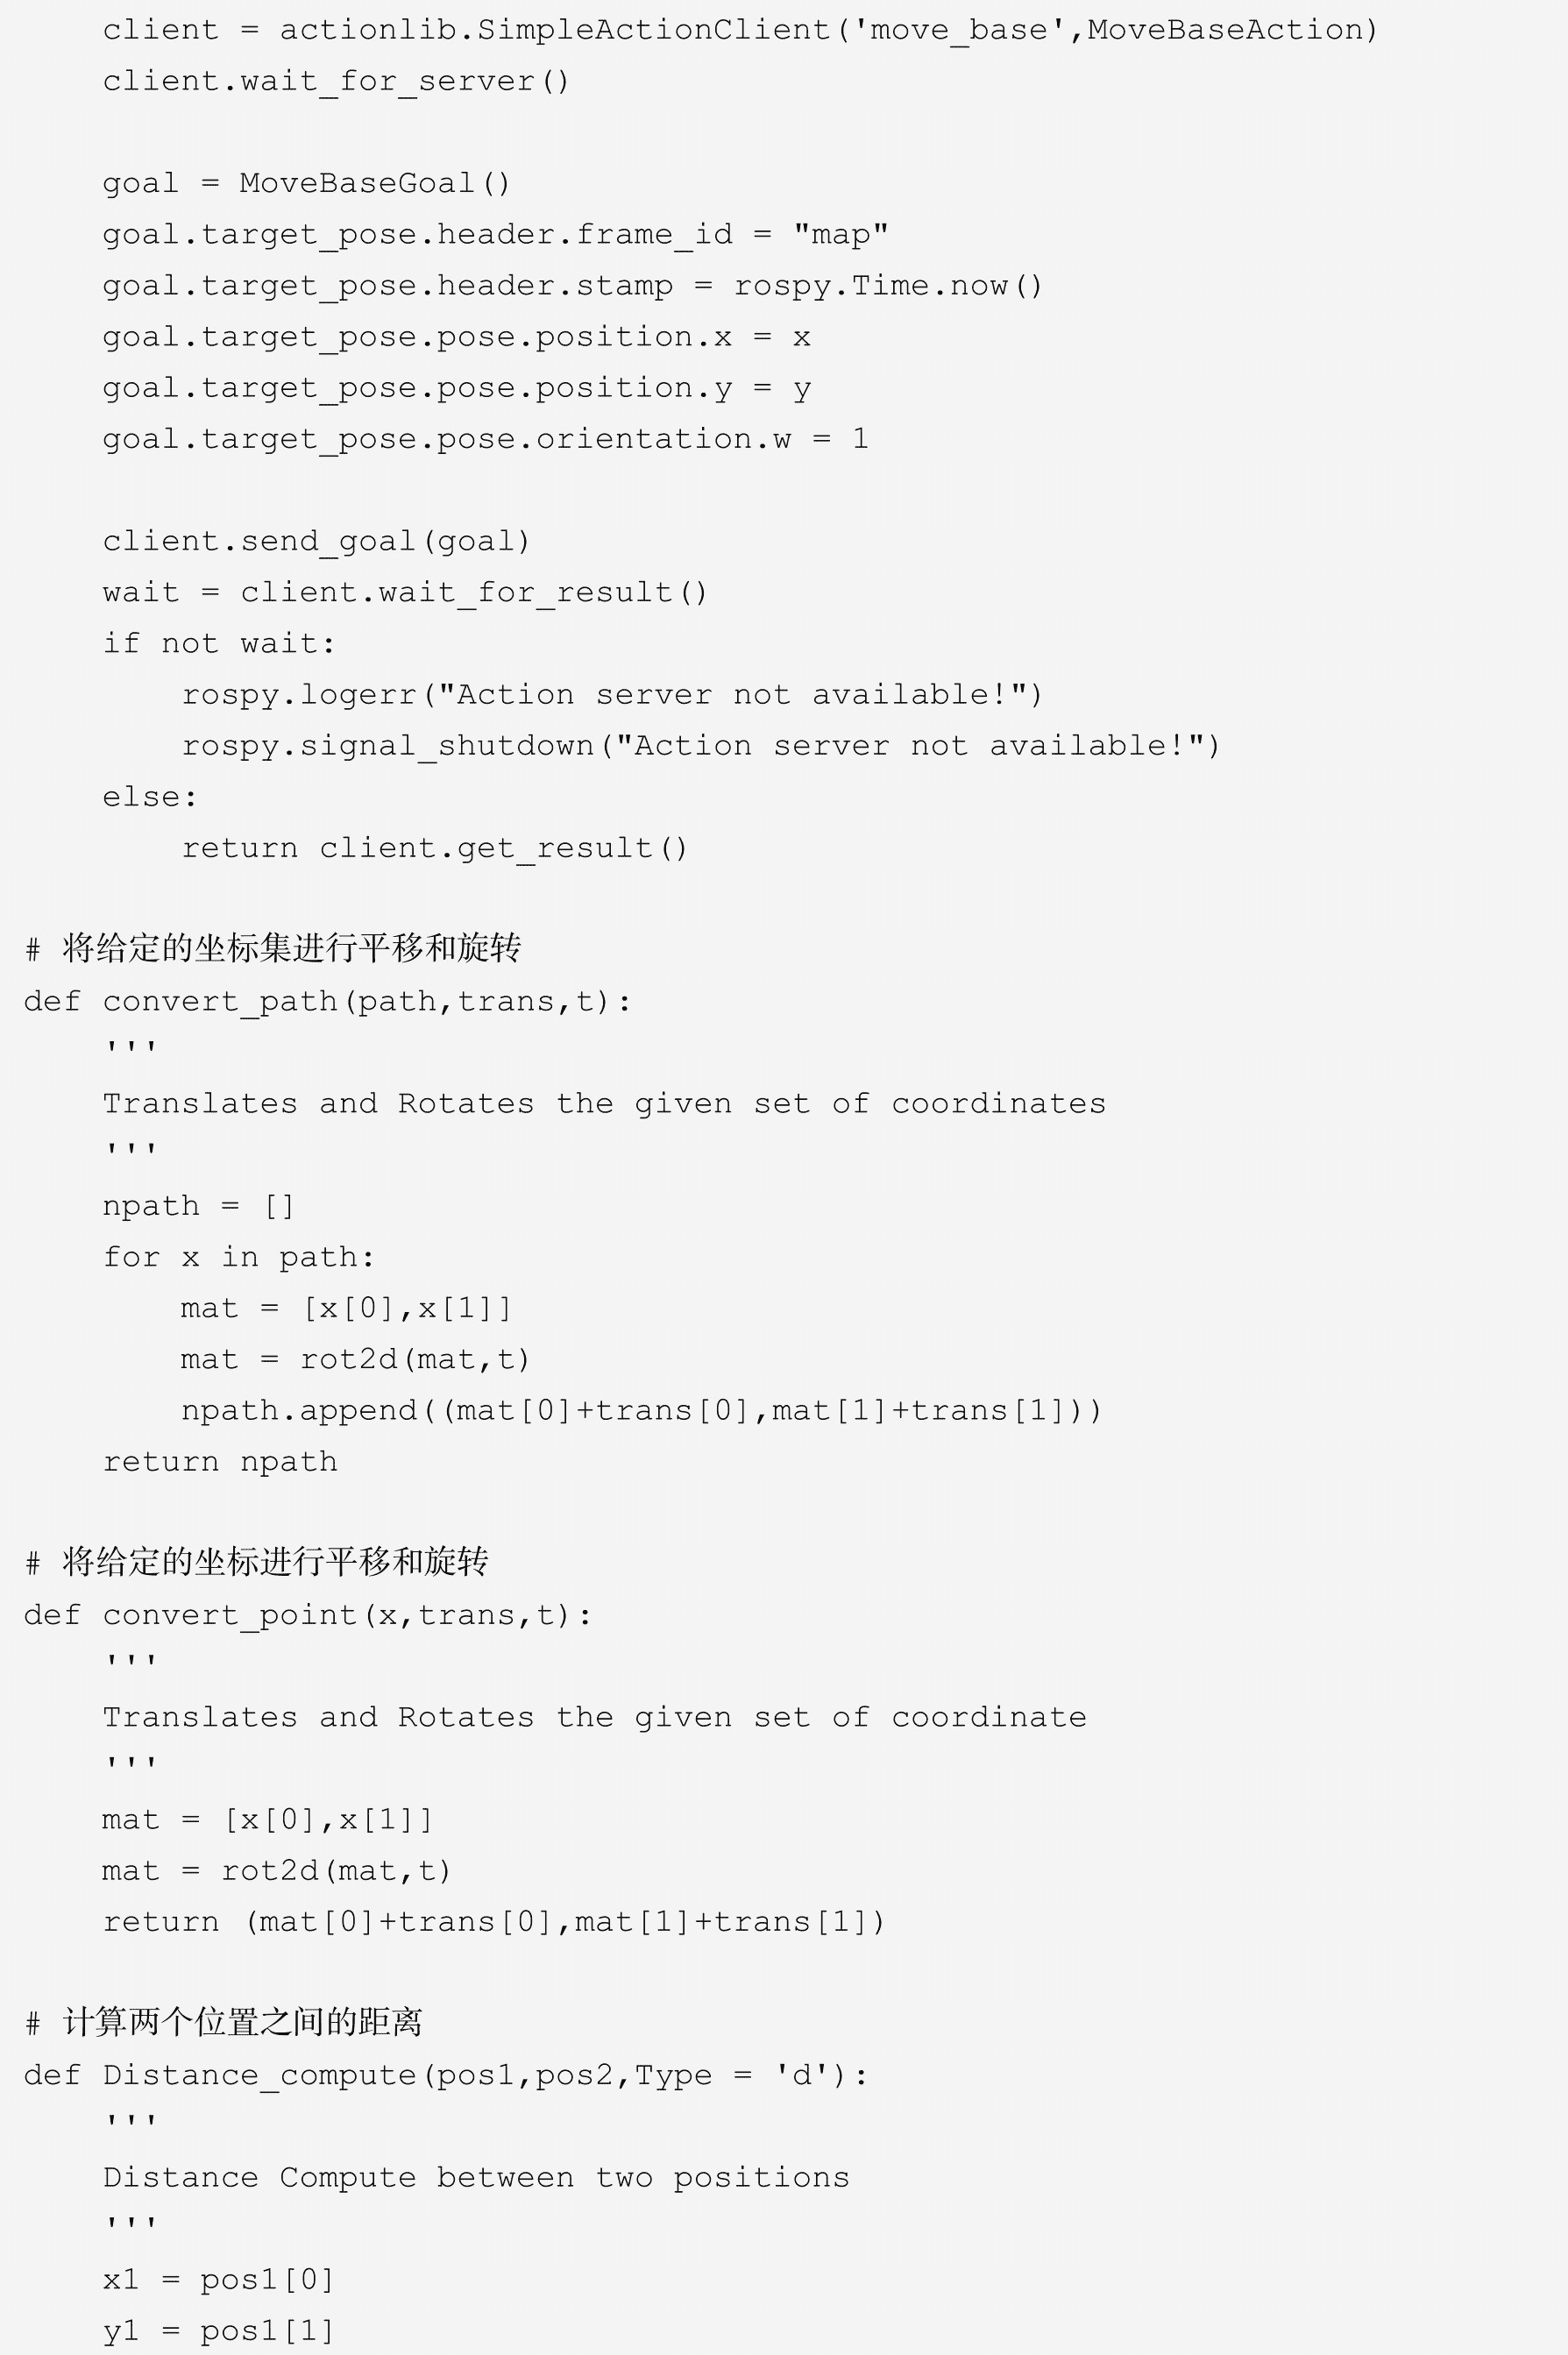 client = actionlib.SimpleActionClient('move_base',MoveBaseAction)
    client.wait_for_server()

    goal = MoveBaseGoal()
    goal.target_pose.header.frame_id = "map"
    goal.target_pose.header.stamp = rospy.Time.now()
    goal.target_pose.pose.position.x = x
    goal.target_pose.pose.position.y = y
    goal.target_pose.pose.orientation.w = 1

    client.send_goal(goal)
    wait = client.wait_for_result()
    if not wait:
        rospy.logerr("Action server not available!")
        rospy.signal_shutdown("Action server not available!")
    else:
        return client.get_result()

# 将给定的坐标集进行平移和旋转
def convert_path(path,trans,t):
    '''
    Translates and Rotates the given set of coordinates
    '''
    npath = []
    for x in path:
        mat = [x[0],x[1]]
        mat = rot2d(mat,t)
        npath.append((mat[0]+trans[0],mat[1]+trans[1]))
    return npath

# 将给定的坐标进行平移和旋转
def convert_point(x,trans,t):
    '''
    Translates and Rotates the given set of coordinate
    '''
    mat = [x[0],x[1]]
    mat = rot2d(mat,t)
    return (mat[0]+trans[0],mat[1]+trans[1])

# 计算两个位置之间的距离
def Distance_compute(pos1,pos2,Type = 'd'):
    '''
    Distance Compute between two positions
    '''
    x1 = pos1[0]
    y1 = pos1[1]